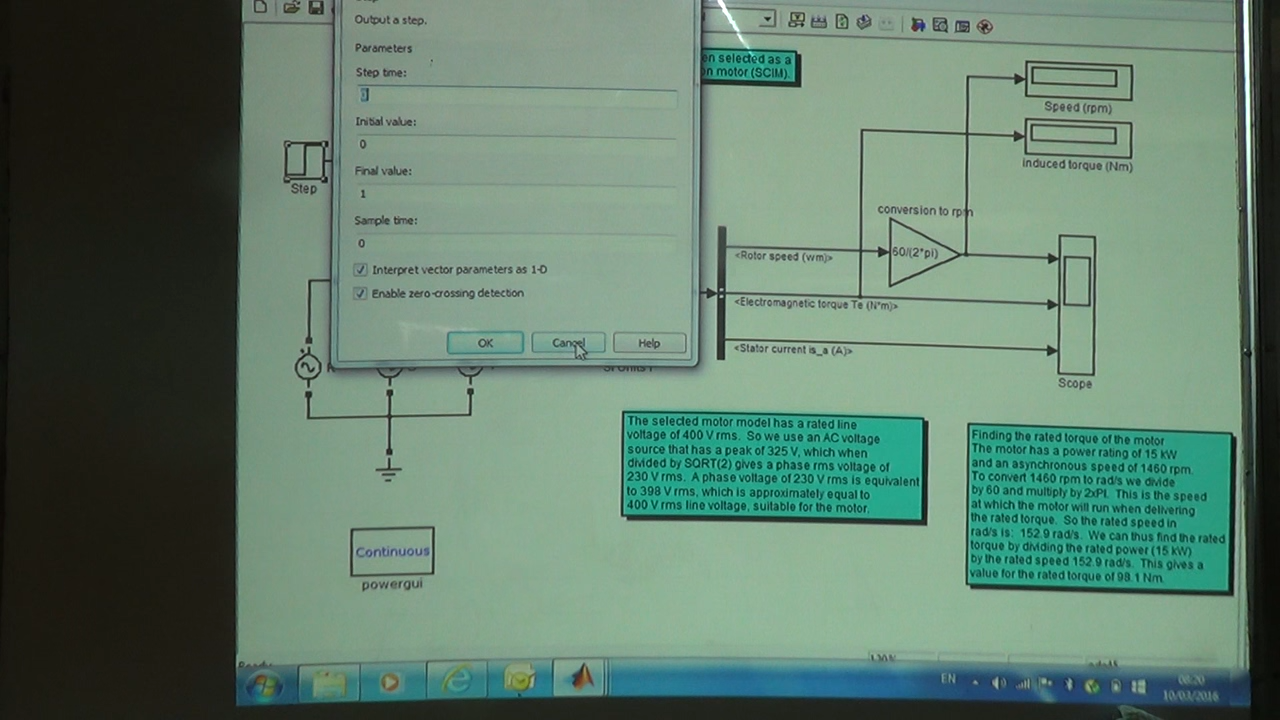 Output a step.
Parameters
Step time:
Initial value:
0
Final value:
1
Sample time:
0
Interpret vector parameters as 1-D
Enable zero-crossing detection
OK
Cancel
Help
en selected as a
on motor (SCIM).
Step
Speed (rpm)
induced torque (Nm)
conversion to rpm
60/(2*pi)
<Rotor speed (wm)>
<Electromagnetic torque Te (N*m)>
<Stator current is_a (A)>
Scope
SI Units
The selected motor model has a rated line
voltage of 400 V rms. So we use an AC voltage
source that has a peak of 325 V, which when
divided by SQRT(2) gives a phase rms voltage of
230 V rms. A phase voltage of 230 V rms is equivalent
to 398 V rms, which is approximately equal to
400 V rms line voltage, suitable for the motor.
Finding the rated torque of the motor
The motor has a power rating of 15 kW
and an asynchronous speed of 1460 rpm.
To convert 1460 rpm to rad/s we divide
by 60 and multiply by 2xPI. This is the speed
at which the motor will run when delivering
the rated torque. So the rated speed in
rad/s is: 152.9 rad/s. We can thus find the rated
torque by dividing the rated power (15 kW)
by the rated speed 152.9 rad/s. This gives a
value for the rated torque of 98.1 Nm.
Continuous
powergui
Ready
EN
08:20
10/03/2016